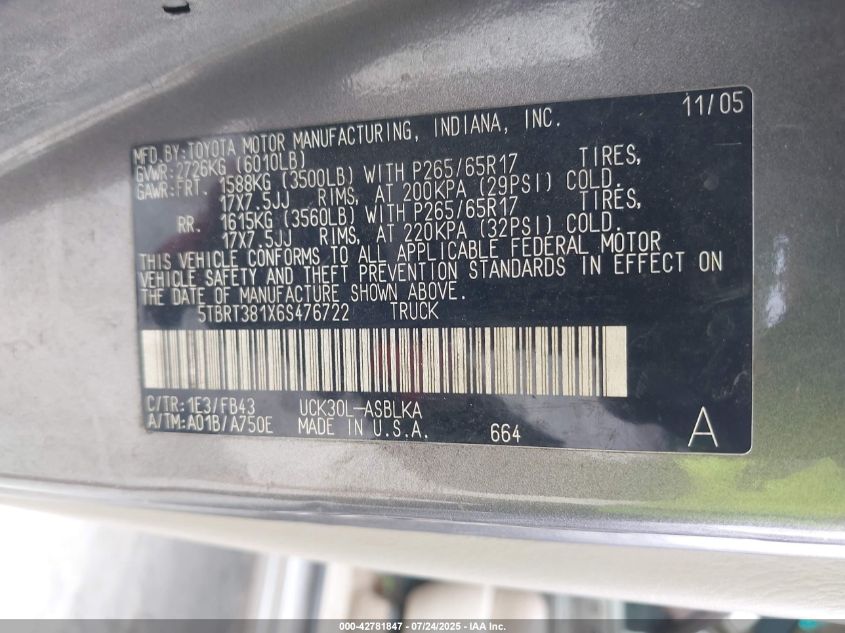 11/05
MFD.BY:TOYOTA MOTOR MANUFACTURING, INDIANA, INC.
GVWR:2726KG (6010LB)
GAWR:FRT. 1588KG (3500LB) WITH P265/65R17 TIRES,
17X7.5JJ RIMS, AT 200KPA (29PSI) COLD.
RR. 1615KG (3560LB) WITH P265/65R17 TIRES,
17X7.5JJ RIMS, AT 220KPA (32PSI) COLD.
THIS VEHICLE CONFORMS TO ALL APPLICABLE FEDERAL MOTOR
VEHICLE SAFETY AND THEFT PREVENTION STANDARDS IN EFFECT ON
THE DATE OF MANUFACTURE SHOWN ABOVE.
5TBRT381X6S476722 TRUCK
C/TR:1E3/FB43 UCK30L-ASBLKA
A/TM:A01B/A750E MADE IN U.S.A. 664 A
000-42781847 - 07/24/2025 - IAA Inc.